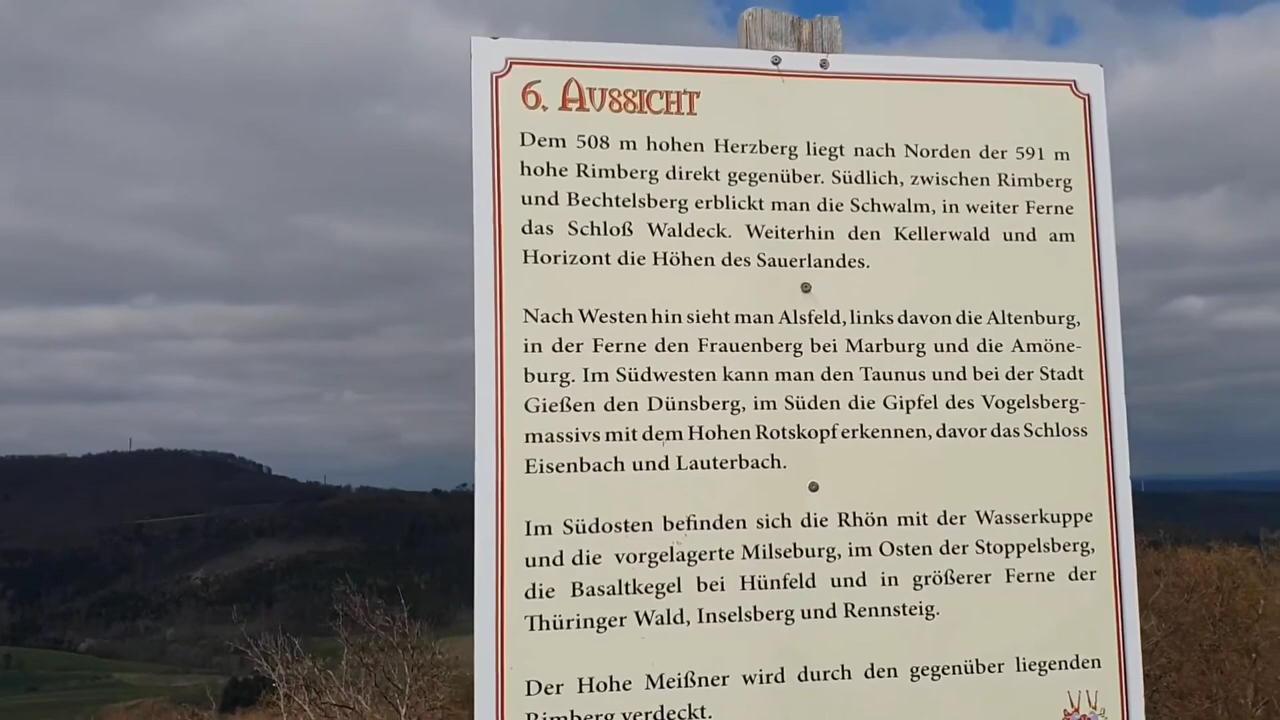 6. AUSSICHT
Dem 508 m hohen Herzberg liegt nach Norden der 591 m
hohe Rimberg direkt gegenüber. Südlich, zwischen Rimberg
und Bechtelsberg erblickt man die Schwalm, in weiter Ferne
das Schloß Waldeck. Weiterhin den Kellerwald und am
Horizont die Höhen des Sauerlandes.
Nach Westen hin sieht man Alsfeld, links davon die Altenburg,
in der Ferne den Frauenberg bei Marburg und die Amöne-
burg. Im Südwesten kann man den Taunus und bei der Stadt
Gießen den Dünsberg, im Süden die Gipfel des Vogelsberg-
massivs mit dem Hohen Rotskopf erkennen, davor das Schloss
Eisenbach und Lauterbach.
Im Südosten befinden sich die Rhön mit der Wasserkuppe
und die vorgelagerte Milseburg, im Osten der Stoppelsberg,
die Basaltkegel bei Hünfeld und in größerer Ferne der
Thüringer Wald, Inselsberg und Rennsteig.
Der Hohe Meißner wird durch den gegenüber liegenden
Rimberg verdeckt.